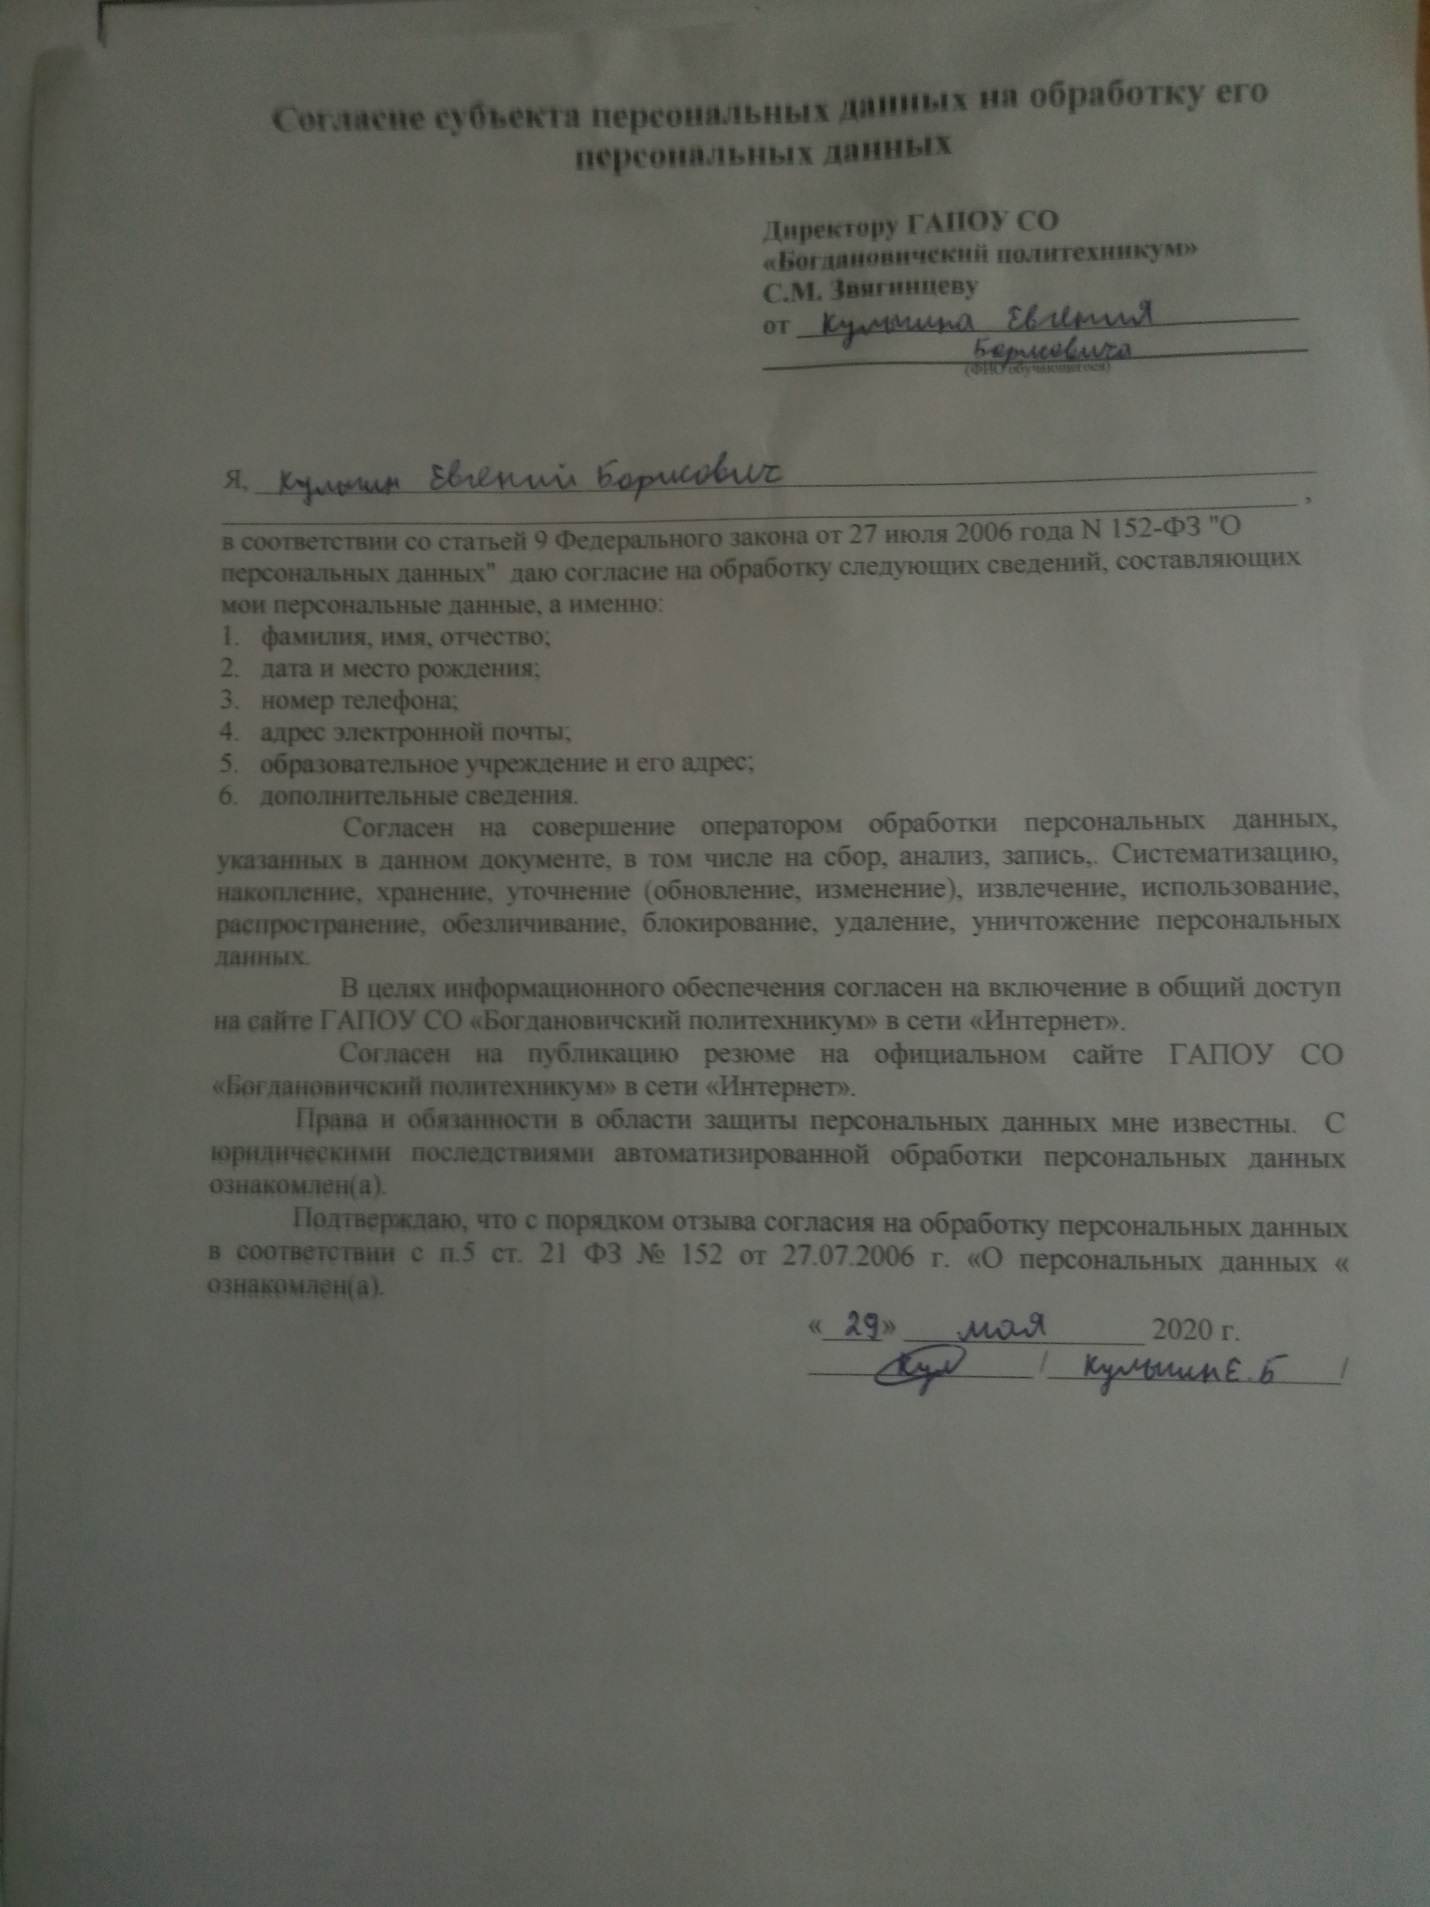 Согласие субъекта персональных данных на обработку его
персональных данных
Директору ГАПОУ СО
«Богдановичский политехникум»
С.М. Звягинцеву
от Кулышина Евгения
Борисовича
(ФИО обучающегося)
Я, Кулышин Евгений Борисович
,
в соответствии со статьей 9 Федерального закона от 27 июля 2006 года N 152-ФЗ "О
персональных данных" даю согласие на обработку следующих сведений, составляющих
мои персональные данные, а именно:
1. фамилия, имя, отчество;
2. дата и место рождения;
3. номер телефона;
4. адрес электронной почты;
5. образовательное учреждение и его адрес;
6. дополнительные сведения.
Согласен на совершение оператором обработки персональных данных,
указанных в данном документе, в том числе на сбор, анализ, запись,. Систематизацию,
накопление, хранение, уточнение (обновление, изменение), извлечение, использование,
распространение, обезличивание, блокирование, удаление, уничтожение персональных
данных.
В целях информационного обеспечения согласен на включение в общий доступ
на сайте ГАПОУ СО «Богдановичский политехникум» в сети «Интернет».
Согласен на публикацию резюме на официальном сайте ГАПОУ СО
«Богдановичский политехникум» в сети «Интернет».
Права и обязанности в области защиты персональных данных мне известны. С
юридическими последствиями автоматизированной обработки персональных данных
ознакомлен(а).
Подтверждаю, что с порядком отзыва согласия на обработку персональных данных
в соответствии с п.5 ст. 21 ФЗ № 152 от 27.07.2006 г. «О персональных данных «
ознакомлен(а).
«29» мая 2020 г.
Кул / Кулышин Е.Б /